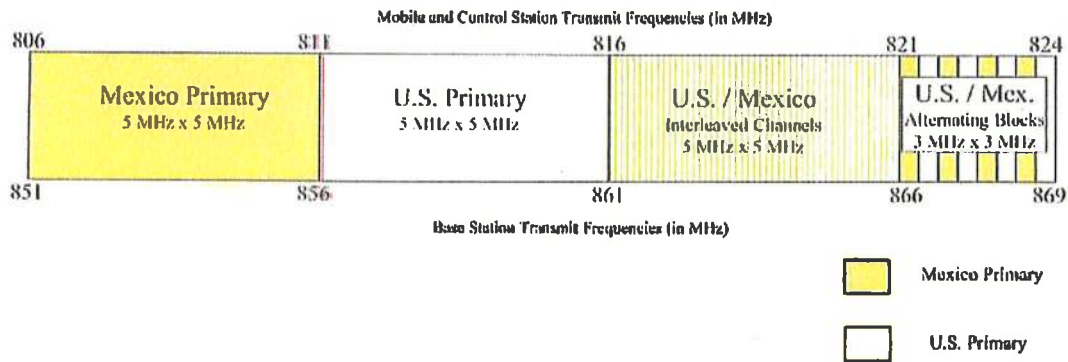 Mobile and Control Station Transmit Frequencies (in MHz)
806 811 816 821 824
Mexico Primary
5 MHz x 5 MHz
U.S. Primary
5 MHz x 5 MHz
U.S. / Mexico
Interleaved Channels
5 MHz x 5 MHz
U.S. / Mex.
Alternating Blocks
3 MHz x 3 MHz
851 856 861 866 869
Base Station Transmit Frequencies (in MHz)
Mexico Primary
U.S. Primary